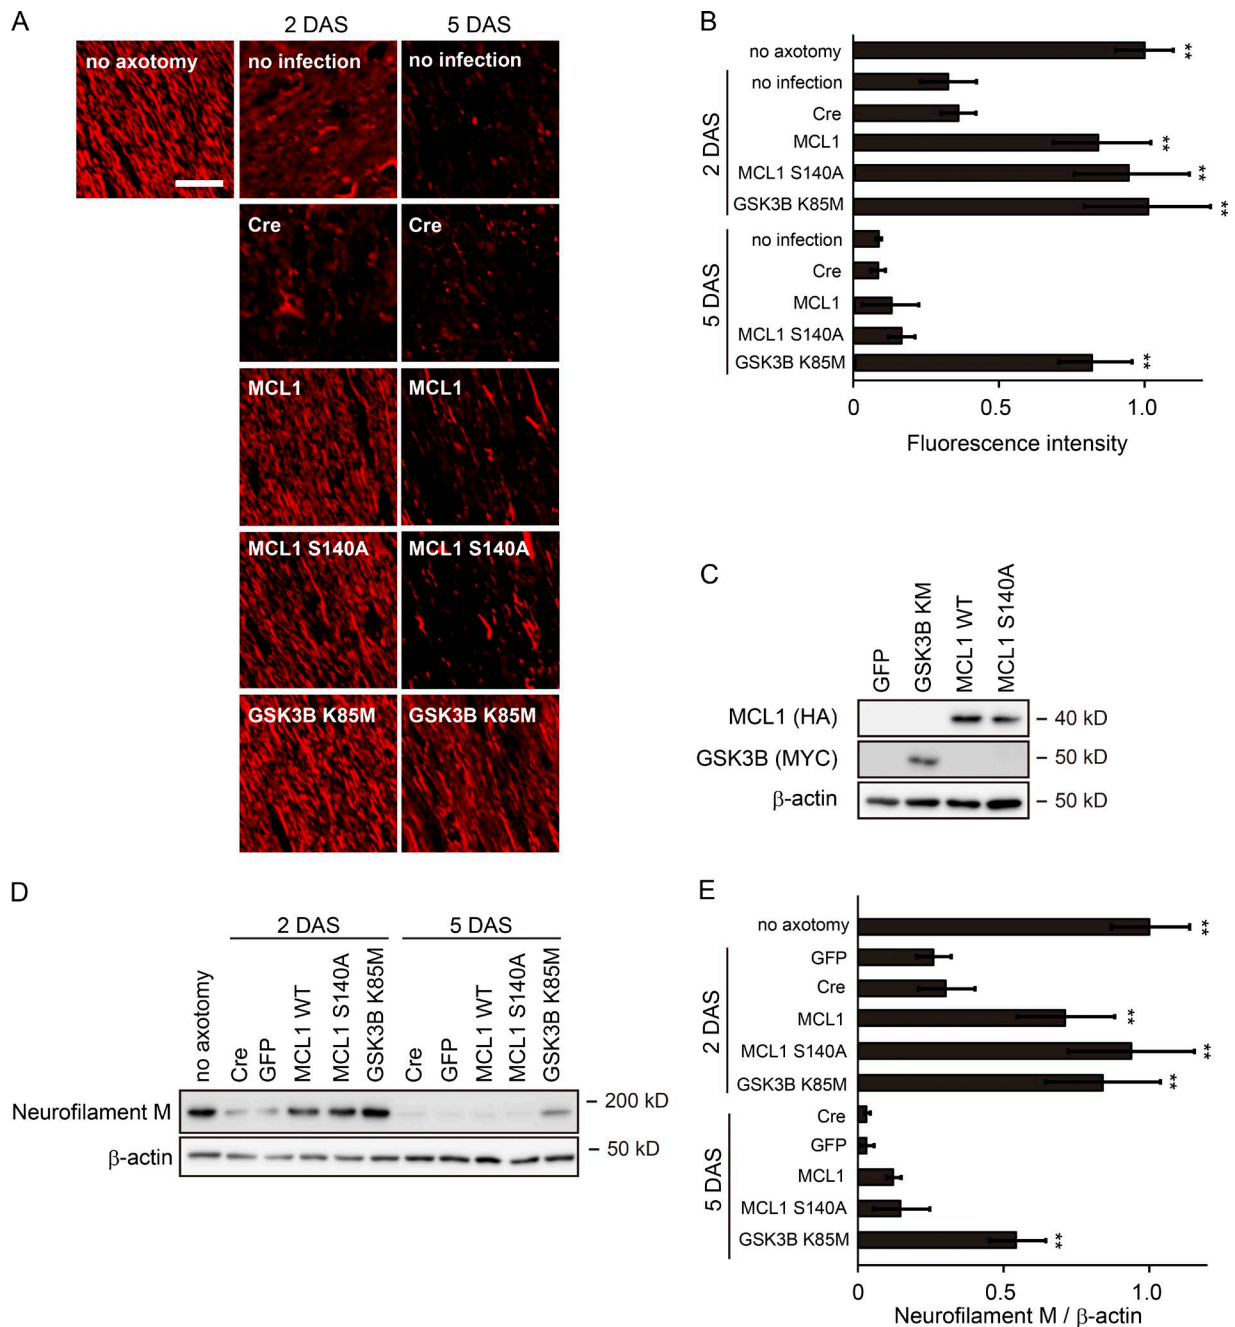 A
2 DAS
5 DAS
no axotomy
no infection
no infection
Cre
Cre
MCL1
MCL1
MCL1 S140A
MCL1 S140A
GSK3B K85M
GSK3B K85M
B
no axotomy
**
2 DAS
no infection
Cre
MCL1
**
MCL1 S140A
**
GSK3B K85M
**
5 DAS
no infection
Cre
MCL1
MCL1 S140A
GSK3B K85M
**
0
0.5
1.0
Fluorescence intensity
C
GFP
GSK3B KM
MCL1 WT
MCL1 S140A
MCL1 (HA)
– 40 kD
GSK3B (MYC)
– 50 kD
β-actin
– 50 kD
D
2 DAS
5 DAS
no axotomy
Cre
GFP
MCL1 WT
MCL1 S140A
GSK3B K85M
Cre
GFP
MCL1 WT
MCL1 S140A
GSK3B K85M
Neurofilament M
– 200 kD
β-actin
– 50 kD
E
no axotomy
**
2 DAS
GFP
Cre
MCL1
**
MCL1 S140A
**
GSK3B K85M
**
5 DAS
Cre
GFP
MCL1
MCL1 S140A
GSK3B K85M
**
0
0.5
1.0
Neurofilament M / β-actin